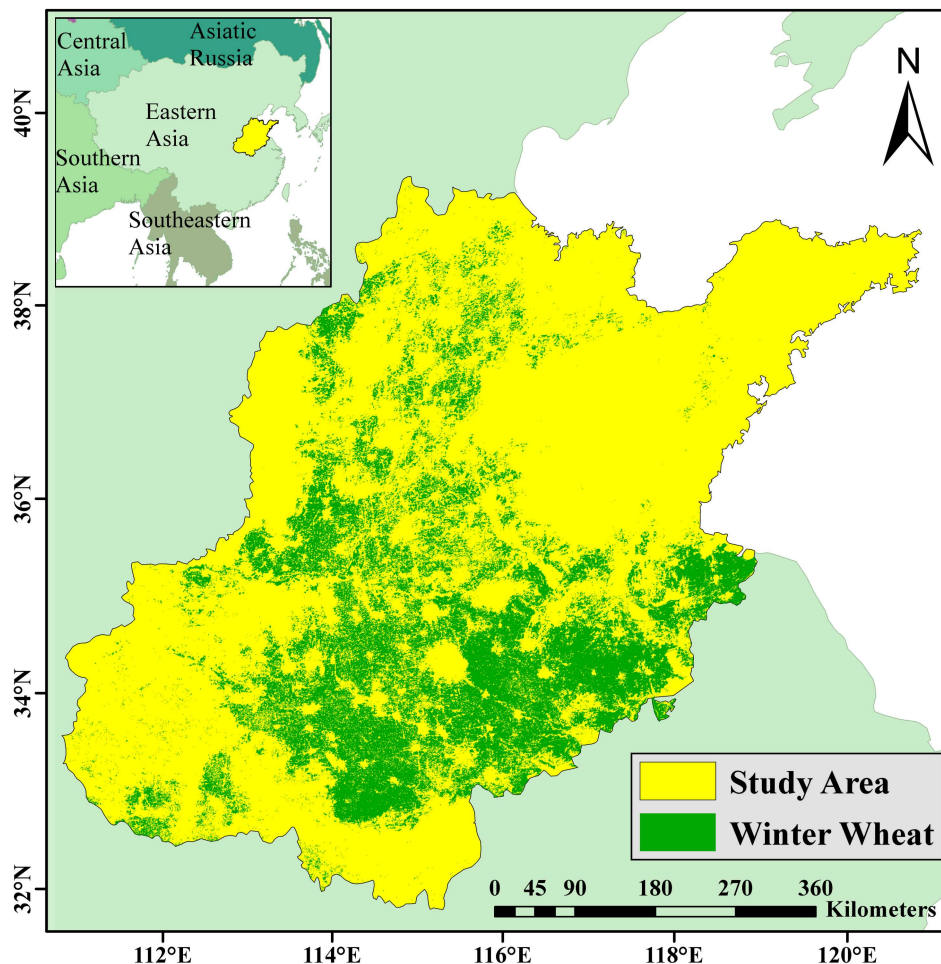 Central
Asia
Asiatic
Russia
Eastern
Asia
Southern
Asia
Southeastern
Asia
N
40°N
38°N
36°N
34°N
32°N
Study Area
Winter Wheat
0 45 90 180 270 360
Kilometers
112°E 114°E 116°E 118°E 120°E